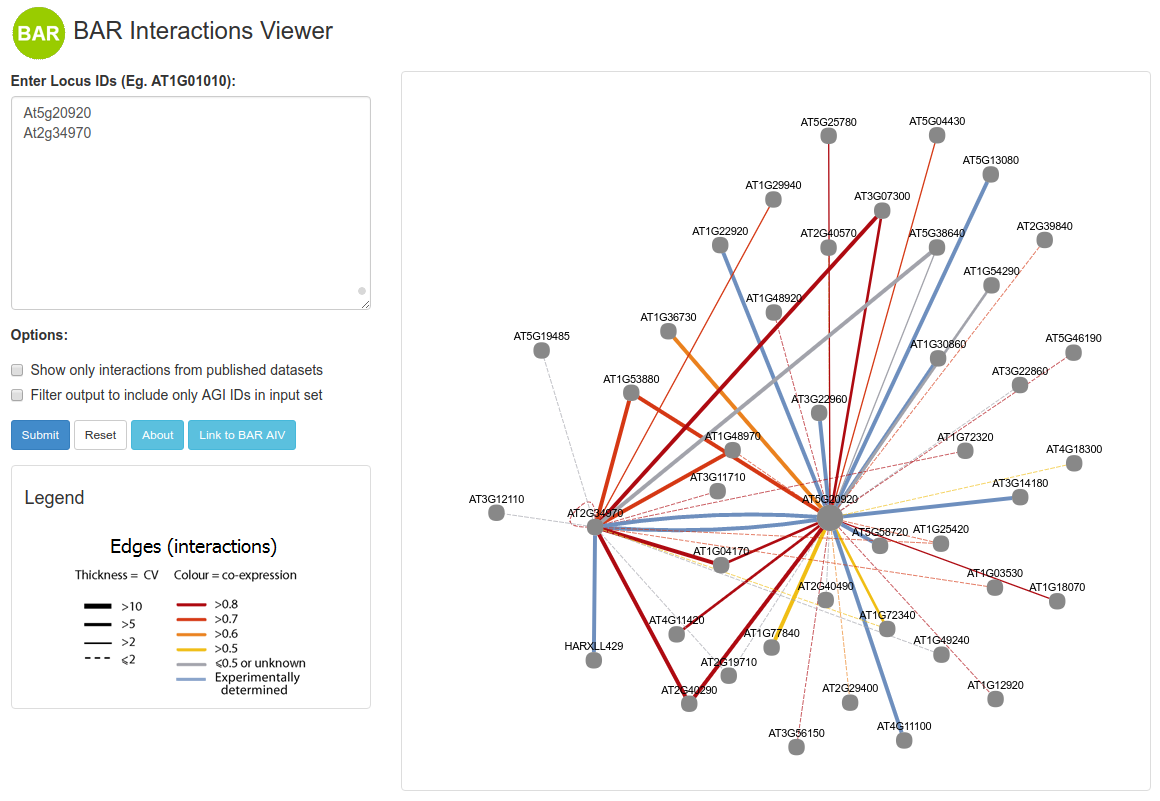 BAR BAR Interactions Viewer
Enter Locus IDs (Eg. AT1G01010):
At5g20920
At2g34970
Options:
Show only interactions from published datasets
Filter output to include only AGI IDs in input set
Submit Reset About Link to BAR AIV
Legend
Edges (interactions)
Thickness = CV Colour = co-expression
>10 >0.8
>5 >0.7
>2 >0.6
⩽2 >0.5
⩽0.5 or unknown
Experimentally
determined
AT5G25780 AT5G04430
AT5G13080
AT1G29940
AT3G07300
AT1G22920 AT2G40570 AT5G38640 AT2G39840
AT1G54290
AT1G48920
AT1G36730
AT5G19485 AT1G30860 AT5G46190
AT1G53880 AT3G22860
AT3G22960
AT1G48970 AT1G72320
AT4G18300
AT3G11710 AT3G14180
AT3G12110 AT5G20920
AT2G34970
AT5G58720 AT1G25420
AT1G04170
AT1G03530
AT2G40490 AT1G18070
AT4G11420 AT1G72340
AT1G77840
HARXLL429 AT1G49240
AT2G19710
AT2G40290 AT2G29400 AT1G12920
AT3G56150 AT4G11100